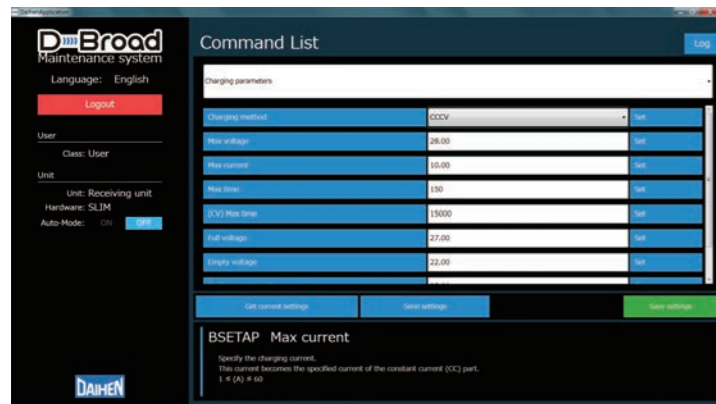 DaihenApplication
D-Broad
Maintenance system
Language: English
Logout
User
Class: User
Unit
Unit: Receiving unit
Hardware: SLIM
Auto-Mode: ON OFF
DAIHEN
Command List
Log
Charging parameters
Charging method CCCV Set
Max voltage 28.00 Set
Max current 10.00 Set
Max time 150 Set
(CV) Max time 15000 Set
Full voltage 27.00 Set
Empty voltage 22.00 Set
Get current settings Send settings Save settings
BSETAP Max current
Specify the charging current.
This current becomes the specified current of the constant current (CC) part.
1 ≤ (A) ≤ 60